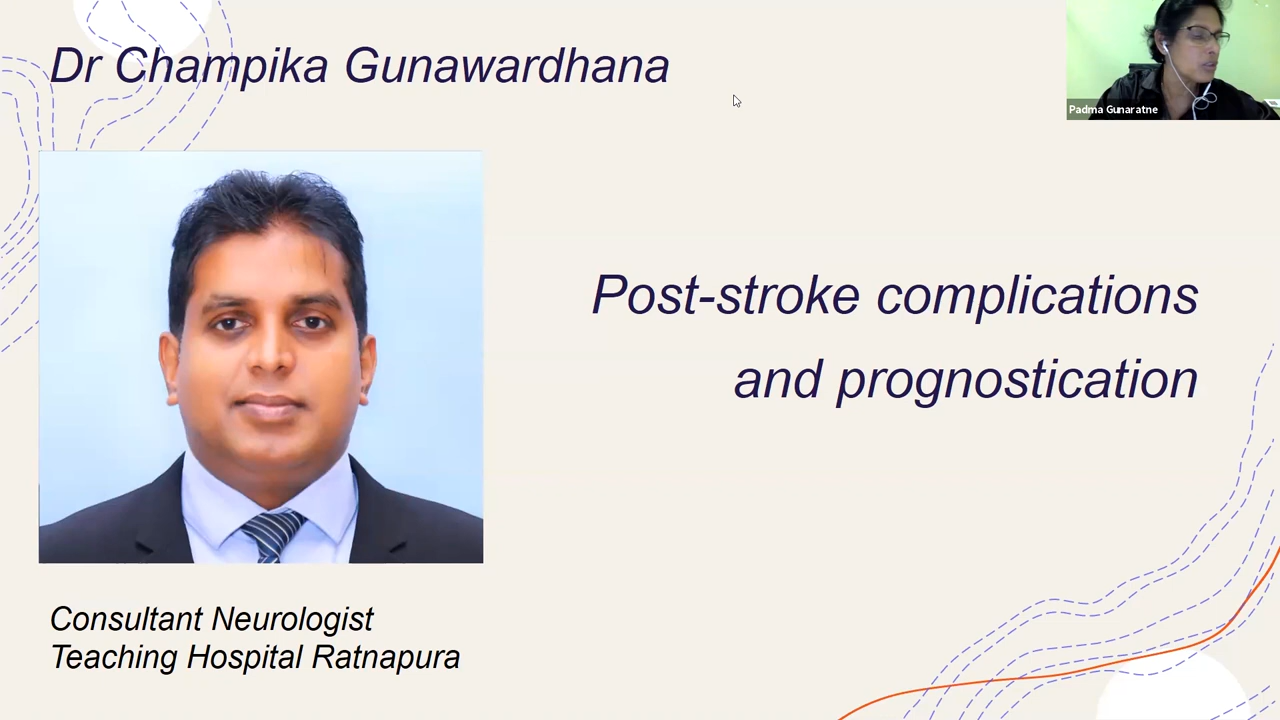 Dr Champika Gunawardhana
Padma Gunaratne
Post-stroke complications
and prognostication
Consultant Neurologist
Teaching Hospital Ratnapura